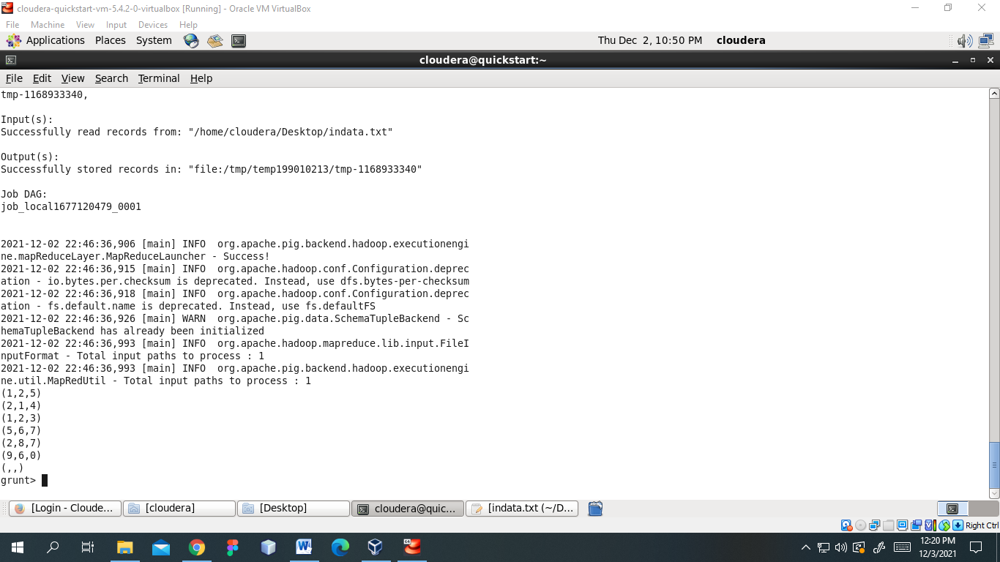 cloudera-quickstart-vm-5.4.2-0-virtualbox [Running] - Oracle VM VirtualBox
File Machine View Input Devices Help
Applications Places System Thu Dec 2, 10:50 PM cloudera
cloudera@quickstart:~
File Edit View Search Terminal Help
tmp-1168933340,
Input(s):
Successfully read records from: "/home/cloudera/Desktop/indata.txt"
Output(s):
Successfully stored records in: "file:/tmp/temp199010213/tmp-1168933340"
Job DAG:
job_local1677120479_0001
2021-12-02 22:46:36,906 [main] INFO  org.apache.pig.backend.hadoop.executionengi
ne.mapReduceLayer.MapReduceLauncher - Success!
2021-12-02 22:46:36,915 [main] INFO  org.apache.hadoop.conf.Configuration.deprec
ation - io.bytes.per.checksum is deprecated. Instead, use dfs.bytes-per-checksum
2021-12-02 22:46:36,918 [main] INFO  org.apache.hadoop.conf.Configuration.deprec
ation - fs.default.name is deprecated. Instead, use fs.defaultFS
2021-12-02 22:46:36,926 [main] WARN  org.apache.pig.data.SchemaTupleBackend - Sc
hemaTupleBackend has already been initialized
2021-12-02 22:46:36,993 [main] INFO  org.apache.hadoop.mapreduce.lib.input.FileI
nputFormat - Total input paths to process : 1
2021-12-02 22:46:36,993 [main] INFO  org.apache.pig.backend.hadoop.executionengi
ne.util.MapRedUtil - Total input paths to process : 1
(1,2,5)
(2,1,4)
(1,2,3)
(5,6,7)
(2,8,7)
(9,6,0)
(,,)
grunt>
[Login - Cloude... [cloudera] [Desktop] cloudera@quic... [indata.txt (~/D...
Right Ctrl
12:20 PM
12/3/2021